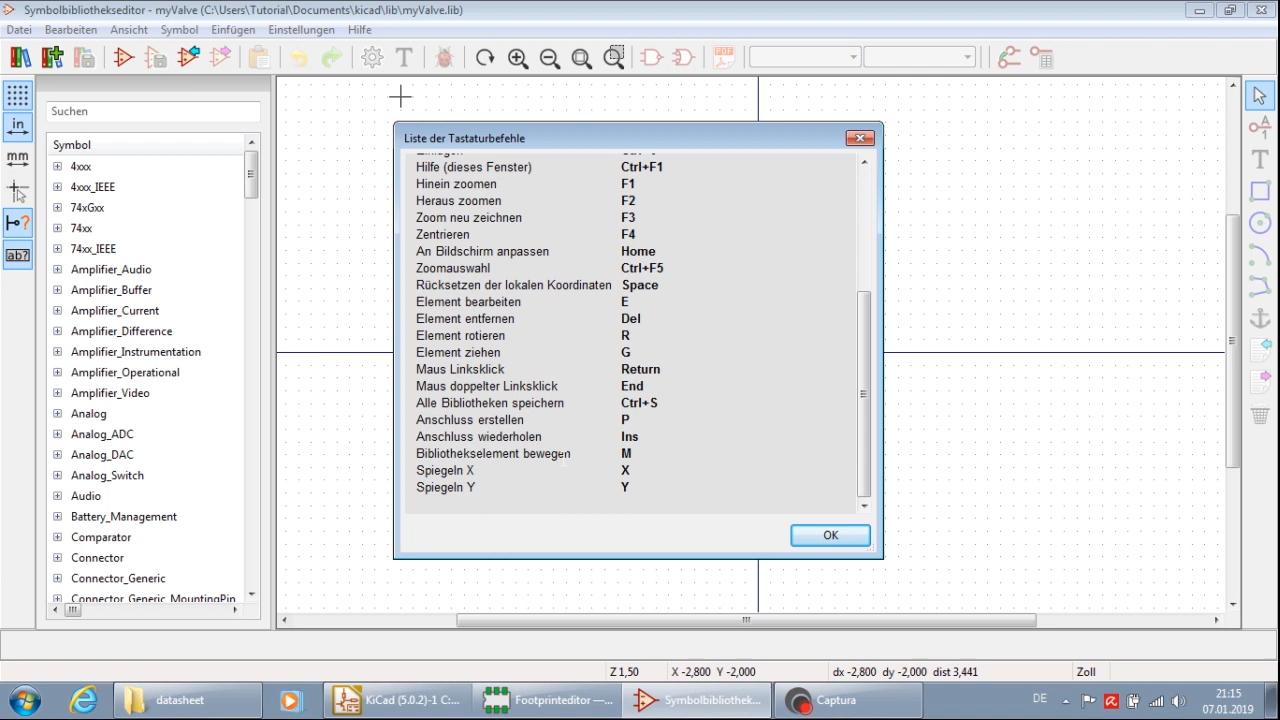 Symbolbibliothekseditor - myValve (C:\Users\Tutorial\Documents\kicad\lib\myValve.lib)
Datei Bearbeiten Ansicht Symbol Einfügen Einstellungen Hilfe
PDF
in
mm
ab?
Suchen
Symbol
4xxx
4xxx_IEEE
74xGxx
74xx
74xx_IEEE
Amplifier_Audio
Amplifier_Buffer
Amplifier_Current
Amplifier_Difference
Amplifier_Instrumentation
Amplifier_Operational
Amplifier_Video
Analog
Analog_ADC
Analog_DAC
Analog_Switch
Audio
Battery_Management
Comparator
Connector
Connector_Generic
Connector_Generic_MountingPin
Liste der Tastaturbefehle
Hilfe (dieses Fenster) Ctrl+F1
Hinein zoomen F1
Heraus zoomen F2
Zoom neu zeichnen F3
Zentrieren F4
An Bildschirm anpassen Home
Zoomauswahl Ctrl+F5
Rücksetzen der lokalen Koordinaten Space
Element bearbeiten E
Element entfernen Del
Element rotieren R
Element ziehen G
Maus Linksklick Return
Maus doppelter Linksklick End
Alle Bibliotheken speichern Ctrl+S
Anschluss erstellen P
Anschluss wiederholen Ins
Bibliothekselement bewegen M
Spiegeln X X
Spiegeln Y Y
OK
Z 1,50 X -2,800 Y -2,000 dx -2,800 dy -2,000 dist 3,441 Zoll
datasheet
KiCad (5.0.2)-1 C:...
Footprinteditor —...
Symbolbibliothek...
Captura
DE
21:15
07.01.2019